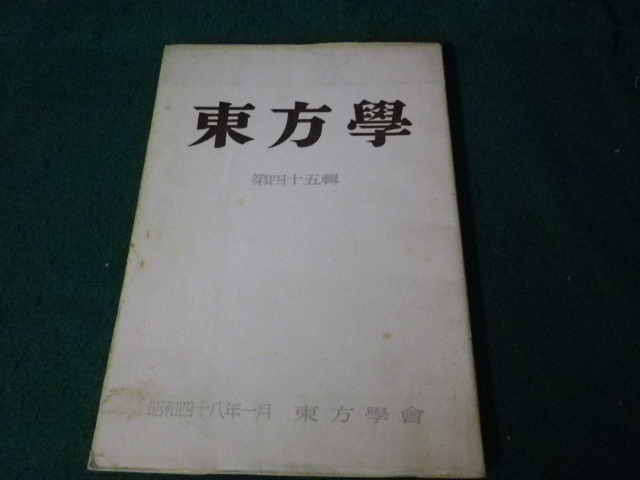 東方學
第四十五輯
昭和四十八年一月 東方學會